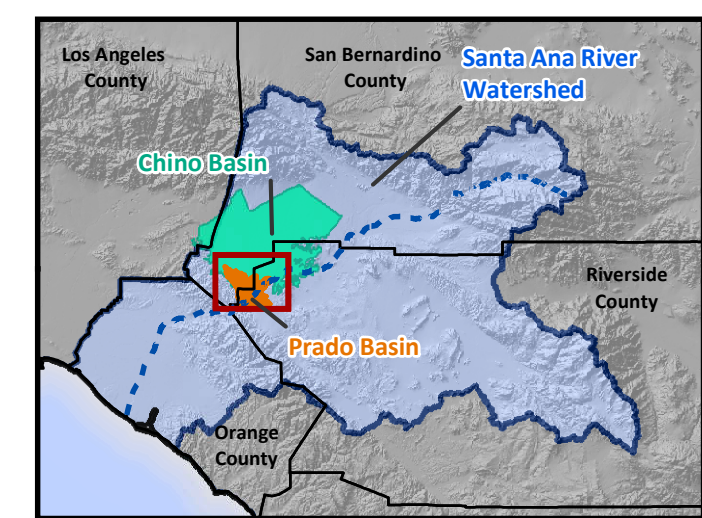 Los Angeles
County
San Bernardino
County
Santa Ana River
Watershed
Chino Basin
Riverside
County
Prado Basin
Orange
County